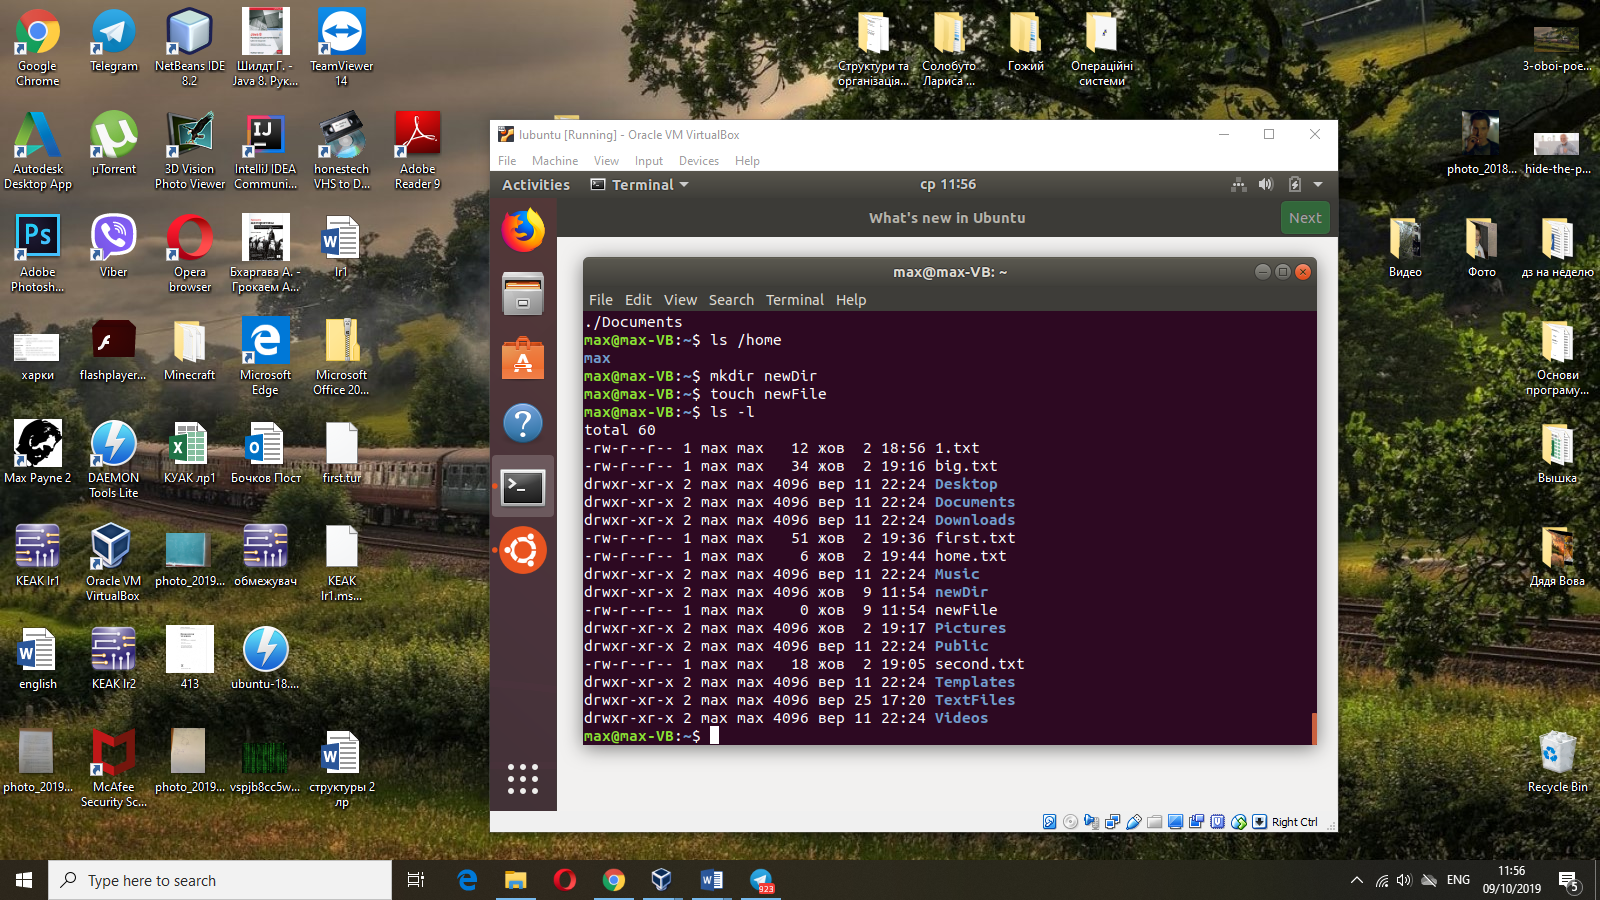 Google
Chrome
Telegram
NetBeans IDE
8.2
Шилдт Г. -
Java 8. Рук...
TeamViewer
14
Структури та
організація...
Солобуто
Лариса ...
Гожий
Операційні
системи
3-oboi-poe...
Autodesk
Desktop App
µTorrent
3D Vision
Photo Viewer
IntelliJ IDEA
Communi...
honestech
VHS to D...
Adobe
Reader 9
photo_2018...
hide-the-p...
Adobe
Photosh...
Viber
Opera
browser
Бхаргава А. -
Грокаем А...
lr1
Видео
Фото
дз на неделю
харки
flashplayer...
Minecraft
Microsoft
Edge
Microsoft
Office 20...
Основи
програму...
Max Payne 2
DAEMON
Tools Lite
КУАК лр1
Бочков Пост
first.tur
Вышка
KEAK lr1
Oracle VM
VirtualBox
photo_2019...
обмежувач
KEAK
lr1.ms...
Дядя Вова
english
KEAK lr2
413
ubuntu-18....
photo_2019...
McAfee
Security Sc...
photo_2019...
vspjb8cc5w...
структуры 2
лр
Recycle Bin
lubuntu [Running] - Oracle VM VirtualBox
File Machine View Input Devices Help
Activities Terminal ср 11:56
What's new in Ubuntu Next
max@max-VB: ~
File Edit View Search Terminal Help
./Documents
max@max-VB:~$ ls /home
max
max@max-VB:~$ mkdir newDir
max@max-VB:~$ touch newFile
max@max-VB:~$ ls -l
total 60
-rw-r--r-- 1 max max   12 жов  2 18:56 1.txt
-rw-r--r-- 1 max max   34 жов  2 19:16 big.txt
drwxr-xr-x 2 max max 4096 вер 11 22:24 Desktop
drwxr-xr-x 2 max max 4096 вер 11 22:24 Documents
drwxr-xr-x 2 max max 4096 вер 11 22:24 Downloads
-rw-r--r-- 1 max max   51 жов  2 19:36 first.txt
-rw-r--r-- 1 max max    6 жов  2 19:44 home.txt
drwxr-xr-x 2 max max 4096 вер 11 22:24 Music
drwxr-xr-x 2 max max 4096 жов  9 11:54 newDir
-rw-r--r-- 1 max max    0 жов  9 11:54 newFile
drwxr-xr-x 2 max max 4096 жов  2 19:17 Pictures
drwxr-xr-x 2 max max 4096 вер 11 22:24 Public
-rw-r--r-- 1 max max   18 жов  2 19:05 second.txt
drwxr-xr-x 2 max max 4096 вер 11 22:24 Templates
drwxr-xr-x 2 max max 4096 вер 25 17:20 TextFiles
drwxr-xr-x 2 max max 4096 вер 11 22:24 Videos
max@max-VB:~$
Right Ctrl
Type here to search
923
ENG
11:56
09/10/2019
5